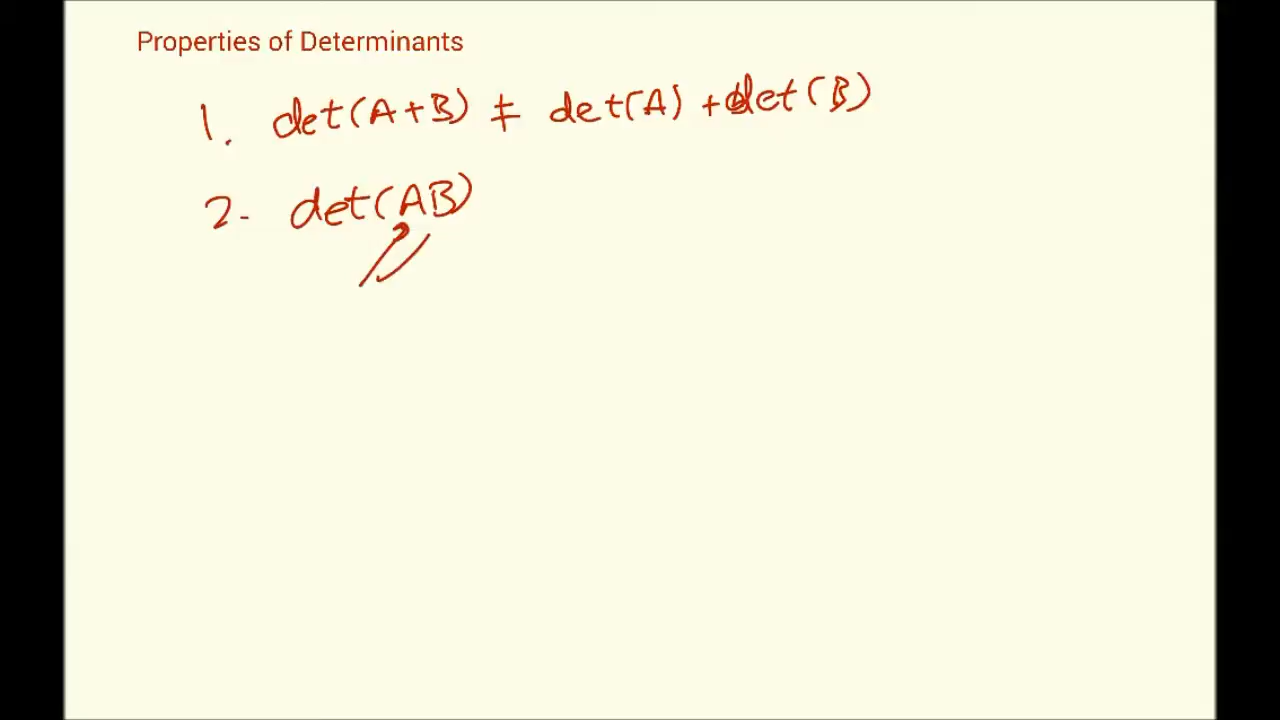 Properties of Determinants
1. det(A+B) ≠ det(A) + det(B)
2. det(AB)